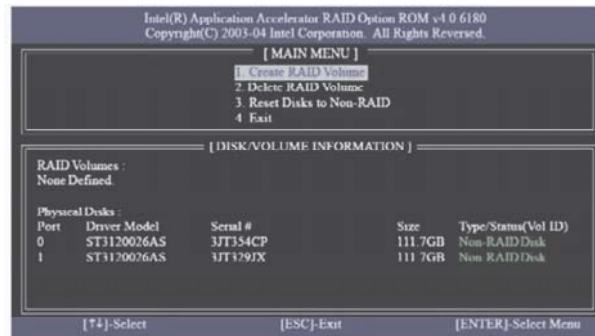 Intel(R) Application Accelerator RAID Option ROM v4 0 6180
Copyright(C) 2003-04 Intel Corporation. All Rights Reversed.
[ MAIN MENU ]
1. Create RAID Volume
2. Delete RAID Volume
3. Reset Disks to Non-RAID
4 Exit
[ DISK/VOLUME INFORMATION ]
RAID Volumes :
None Defined.
Physical Disks :
Port Driver Model Serial # Size Type/Status(Vol ID)
0 ST3120026AS 3JT354CP 111.7GB Non-RAID Disk
1 ST3120026AS 3JT329JX 111 7GB Non RAID Disk
[↑↓]-Select [ESC]-Exit [ENTER]-Select Menu